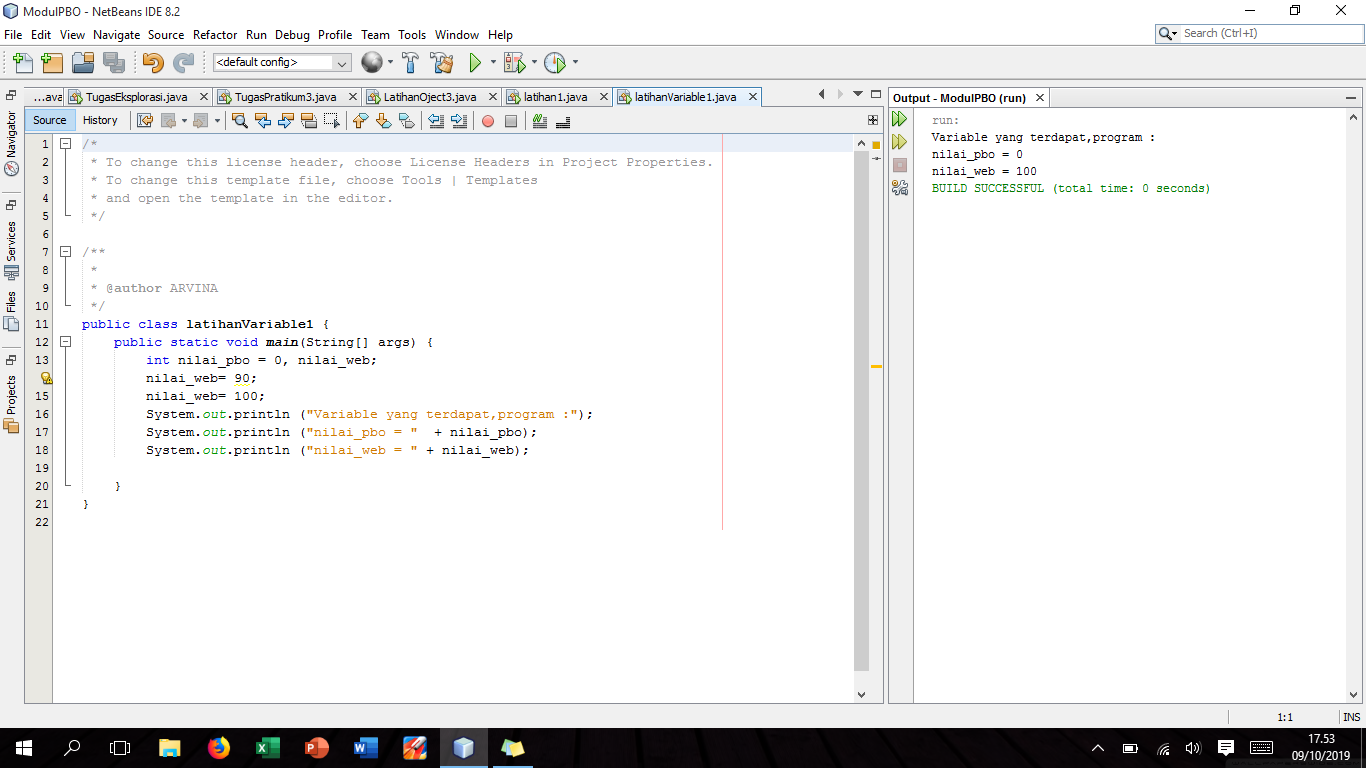 ModulPBO - NetBeans IDE 8.2
File Edit View Navigate Source Refactor Run Debug Profile Team Tools Window Help
Search (Ctrl+I)
<default config>
...ava TugasEksplorasi.java TugasPratikum3.java LatihanOject3.java latihan1.java latihanVariable1.java
Source History
Navigator
Services
Files
Projects
1 /*
2 * To change this license header, choose License Headers in Project Properties.
3 * To change this template file, choose Tools | Templates
4 * and open the template in the editor.
5 */
6
7 /**
8 *
9 * @author ARVINA
10 */
11 public class latihanVariable1 {
12 public static void main(String[] args) {
13 int nilai_pbo = 0, nilai_web;
nilai_web= 90;
15 nilai_web= 100;
16 System.out.println ("Variable yang terdapat,program :");
17 System.out.println ("nilai_pbo = "  + nilai_pbo);
18 System.out.println ("nilai_web = " + nilai_web);
19
20 }
21 }
22
Output - ModulPBO (run)
run:
Variable yang terdapat,program :
nilai_pbo = 0
nilai_web = 100
BUILD SUCCESSFUL (total time: 0 seconds)
1:1 INS
17.53
09/10/2019